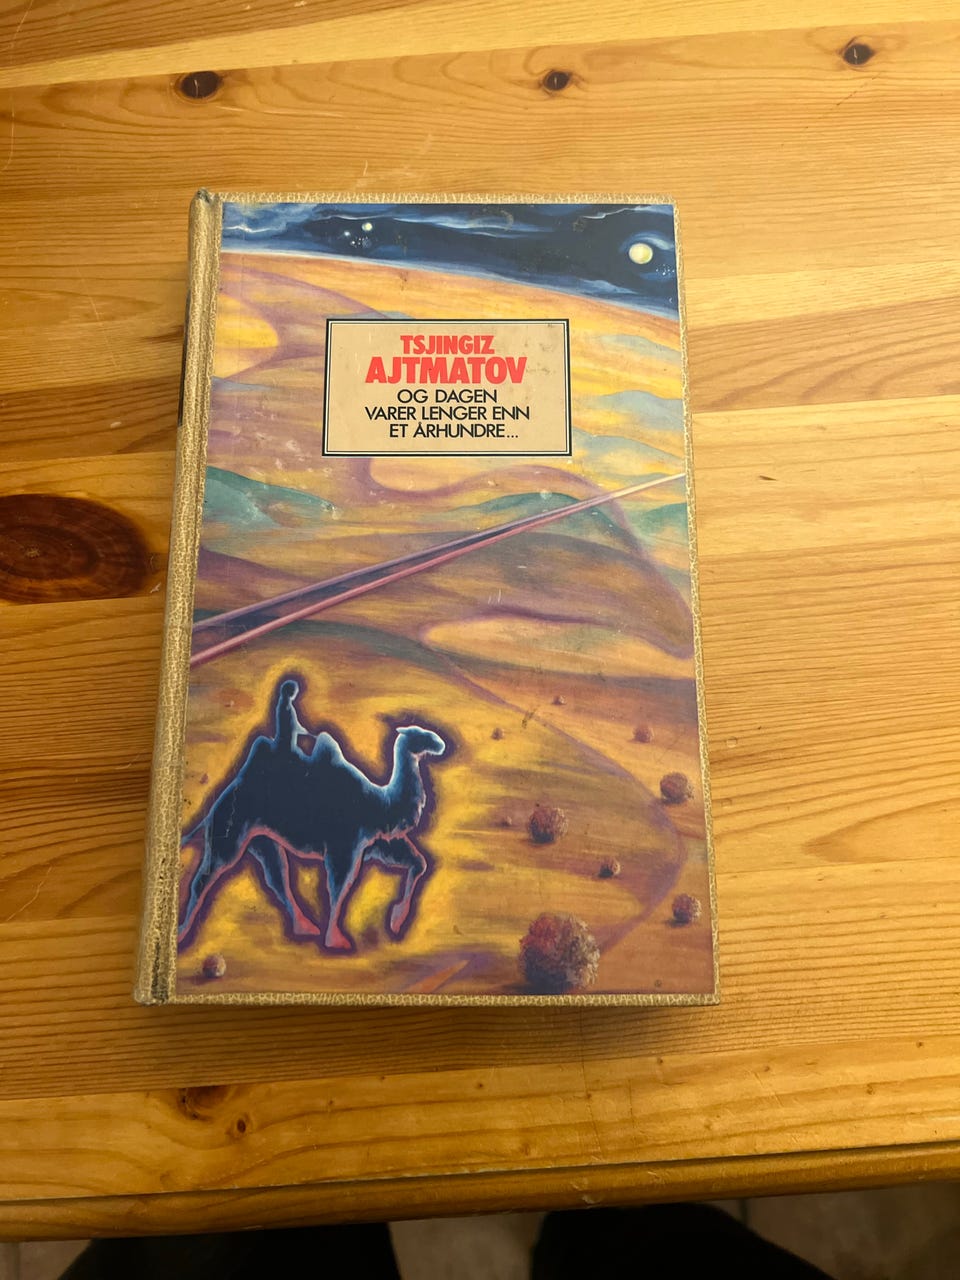 TSJINGIZ
AJTMATOV
OG DAGEN
VARER LENGER ENN
ET ÅRHUNDRE...